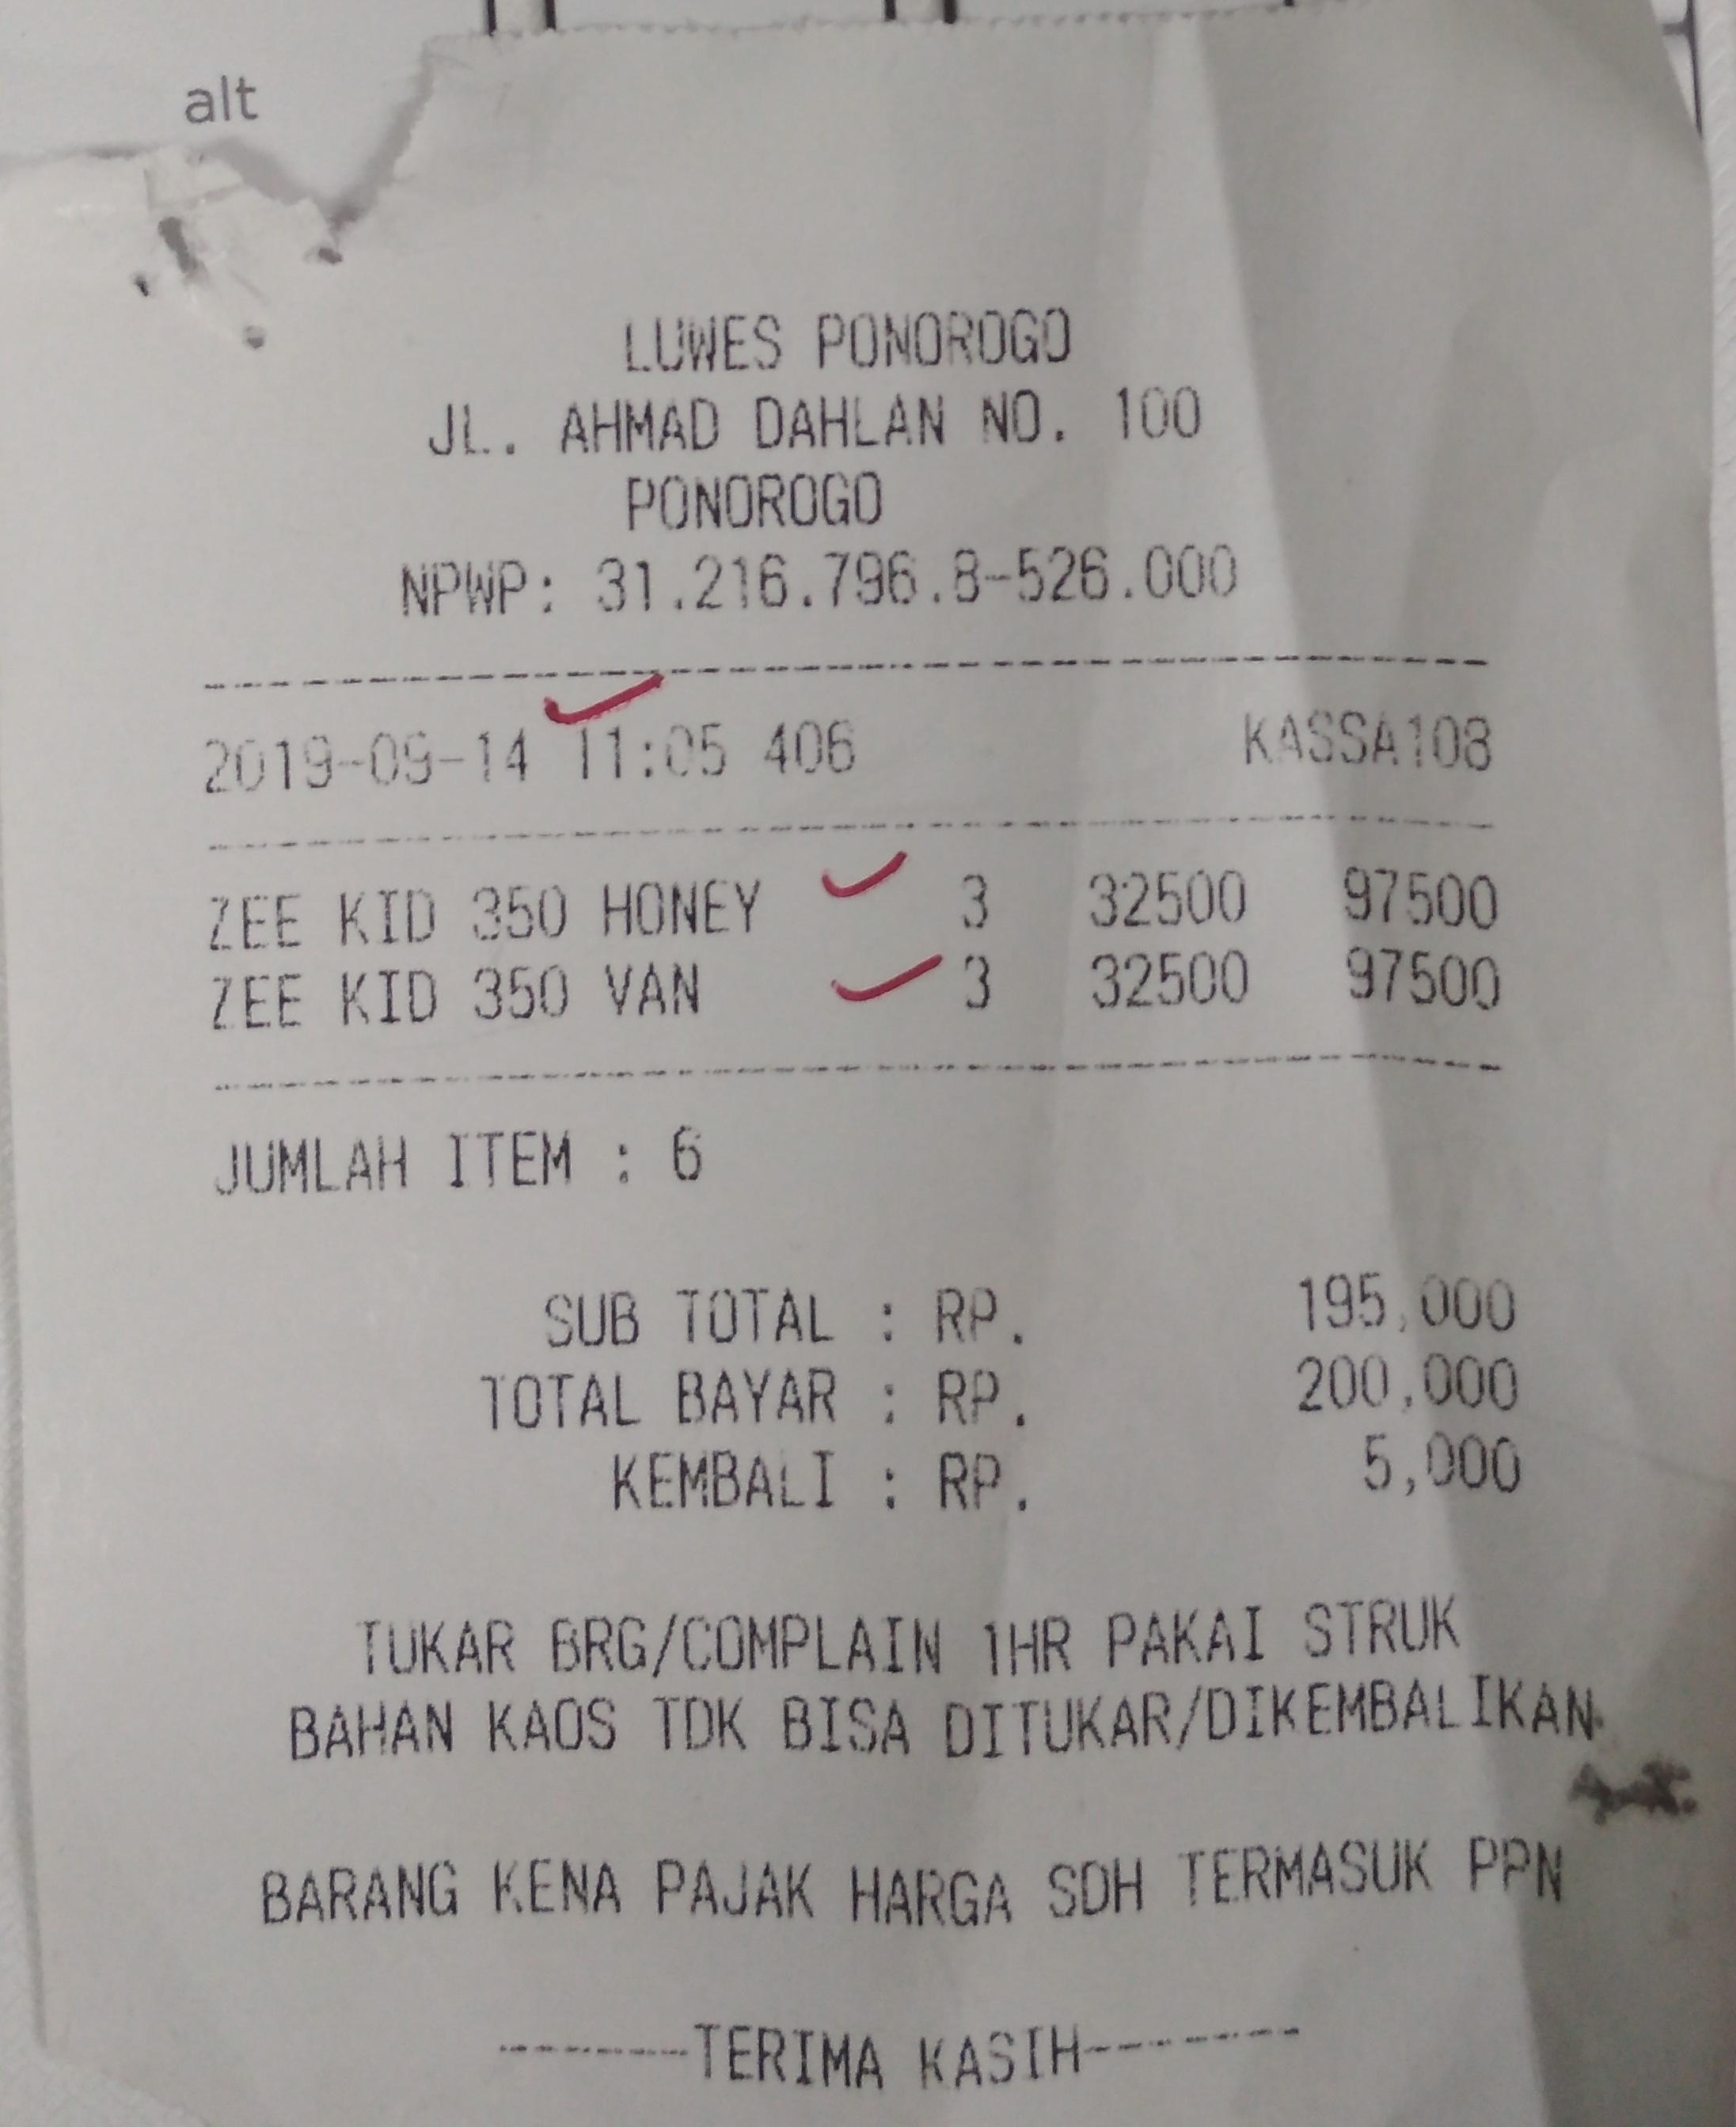 alt
LUWES PONOROGO
JL. AHMAD DAHLAN NO. 100
PONOROGO
NPWP: 31.216.796.8-526.000
2019-09-14 11:05 406 KASSA108
ZEE KID 350 HONEY 3 32500 97500
ZEE KID 350 VAN 3 32500 97500
JUMLAH ITEM : 6
SUB TOTAL : RP. 195,000
TOTAL BAYAR : RP. 200,000
KEMBALI : RP. 5,000
TUKAR BRG/COMPLAIN 1HR PAKAI STRUK
BAHAN KAOS TDK BISA DITUKAR/DIKEMBALIKAN
BARANG KENA PAJAK HARGA SDH TERMASUK PPN
-------TERIMA KASIH-------